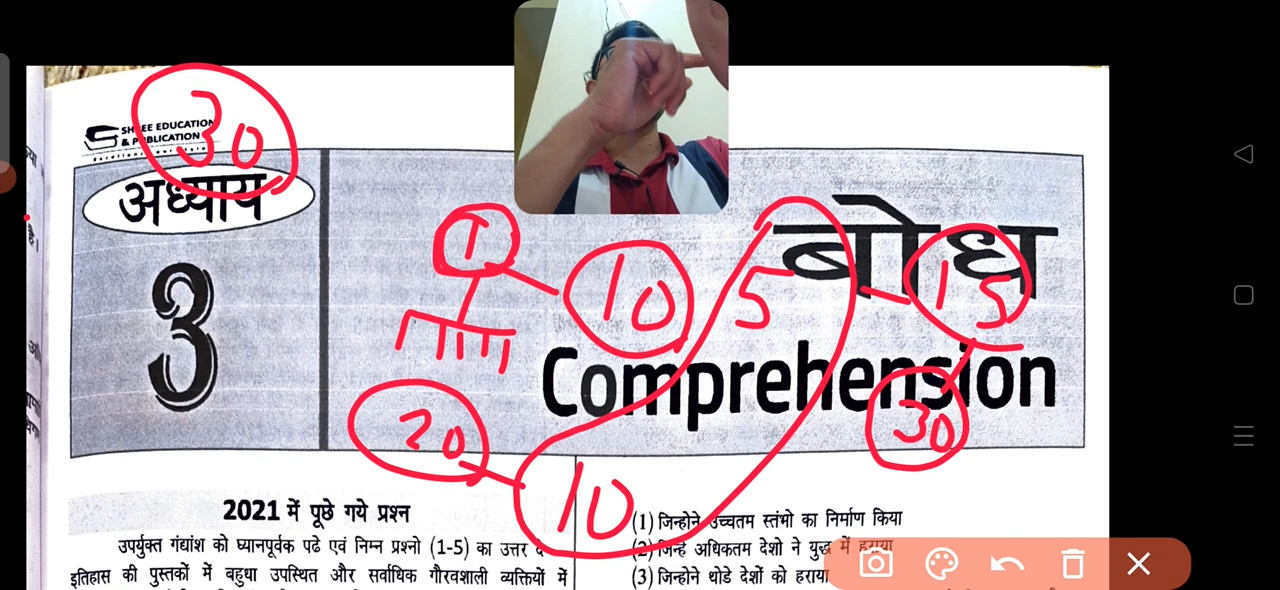 30
SHREE EDUCATION
& PUBLICATION
अध्याय
3
बोध
Comprehension
1
10
5
15
20
10
30
2021 में पूछे गये प्रश्न
उपर्युक्त गंद्यांश को ध्यानपूर्वक पढे एवं निम्न प्रश्नो (1-5) का उत्तर दे
इतिहास की पुस्तकों में बहुधा उपस्थित और सर्वाधिक गौरवशाली व्यक्तियों में
(1) जिन्होने उच्चतम स्तंभो का निर्माण किया
(2) जिन्हे अधिकतम देशो ने युद्ध में हराया
(3) जिन्होने थोडे देशों को हराया